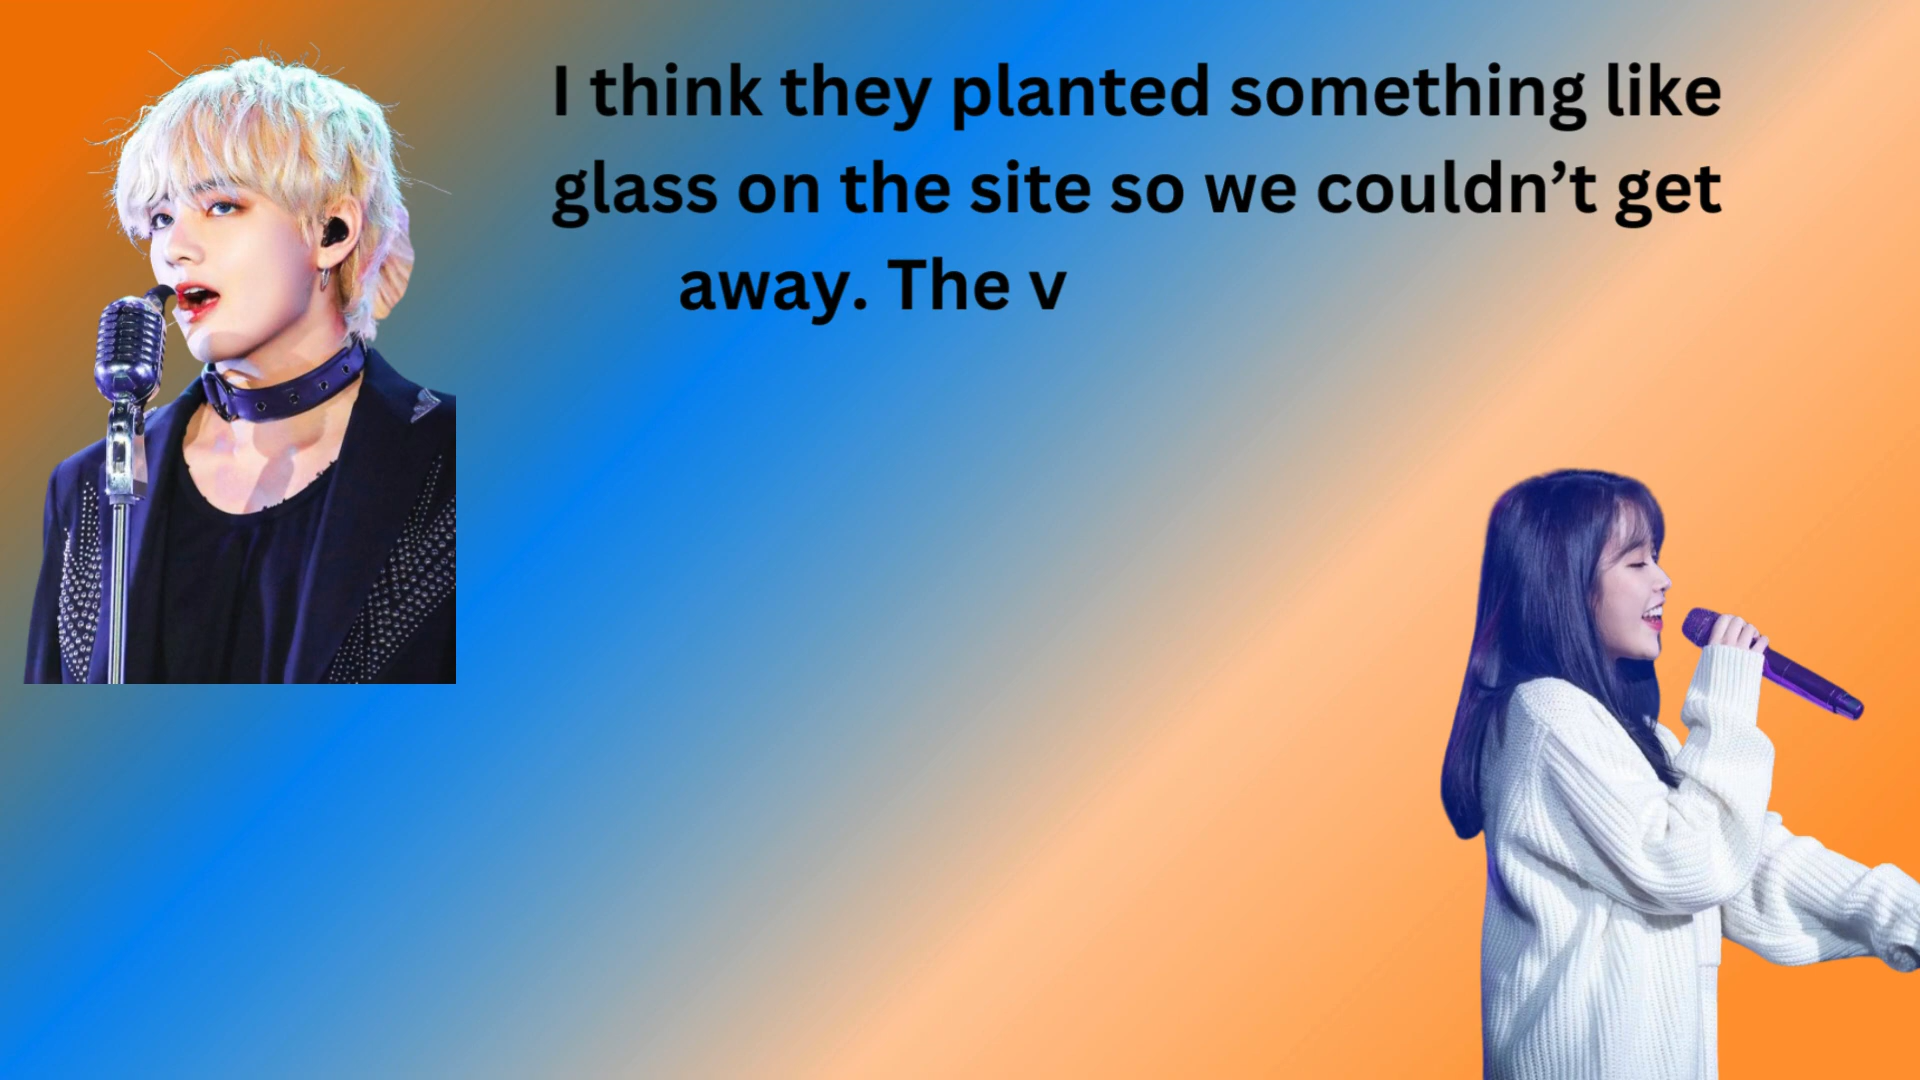 I think they planted something like
glass on the site so we couldn’t get
away. The v